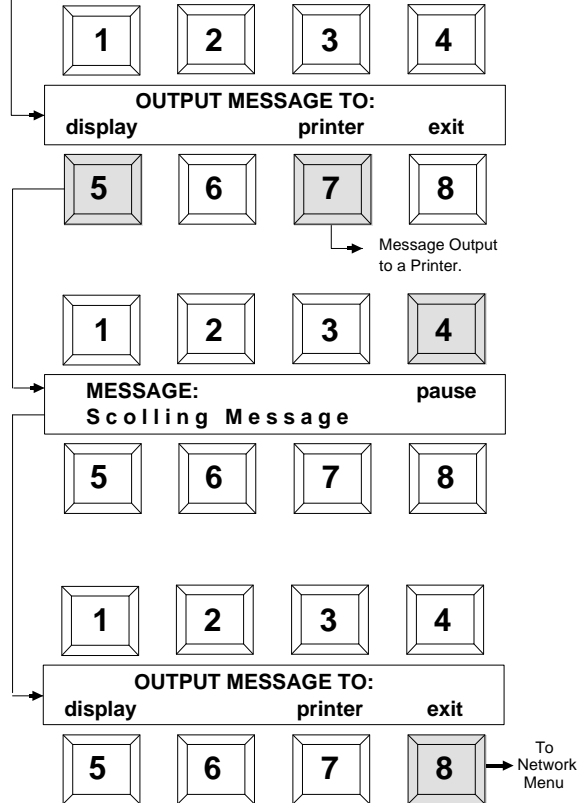 1 2 3 4
OUTPUT MESSAGE TO:
display printer exit
5 6 7 8
Message Output
to a Printer.
1 2 3 4
MESSAGE: pause
Scolling Message
5 6 7 8
1 2 3 4
OUTPUT MESSAGE TO:
display printer exit
5 6 7 8
To
Network
Menu